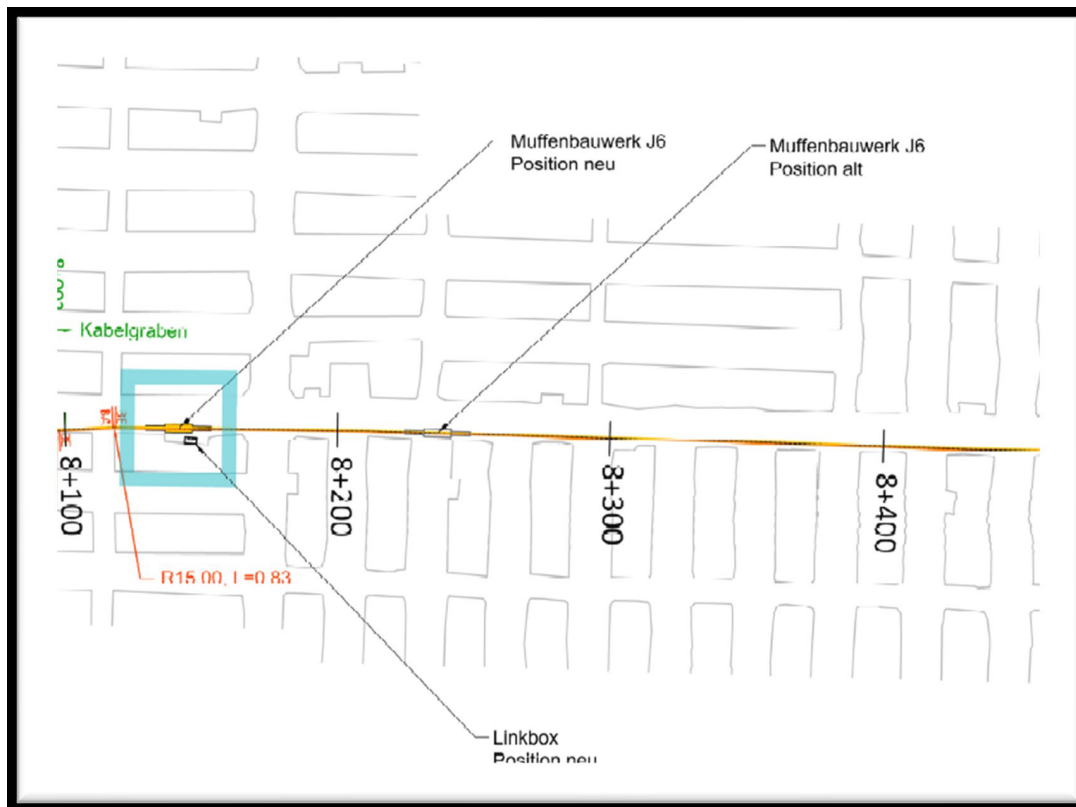 Muffenbauwerk J6
Position neu
Muffenbauwerk J6
Position alt
Kabelgraben
8+100
8+200
8+300
8+400
R15.00, L=0.83
Linkbox
Position neu